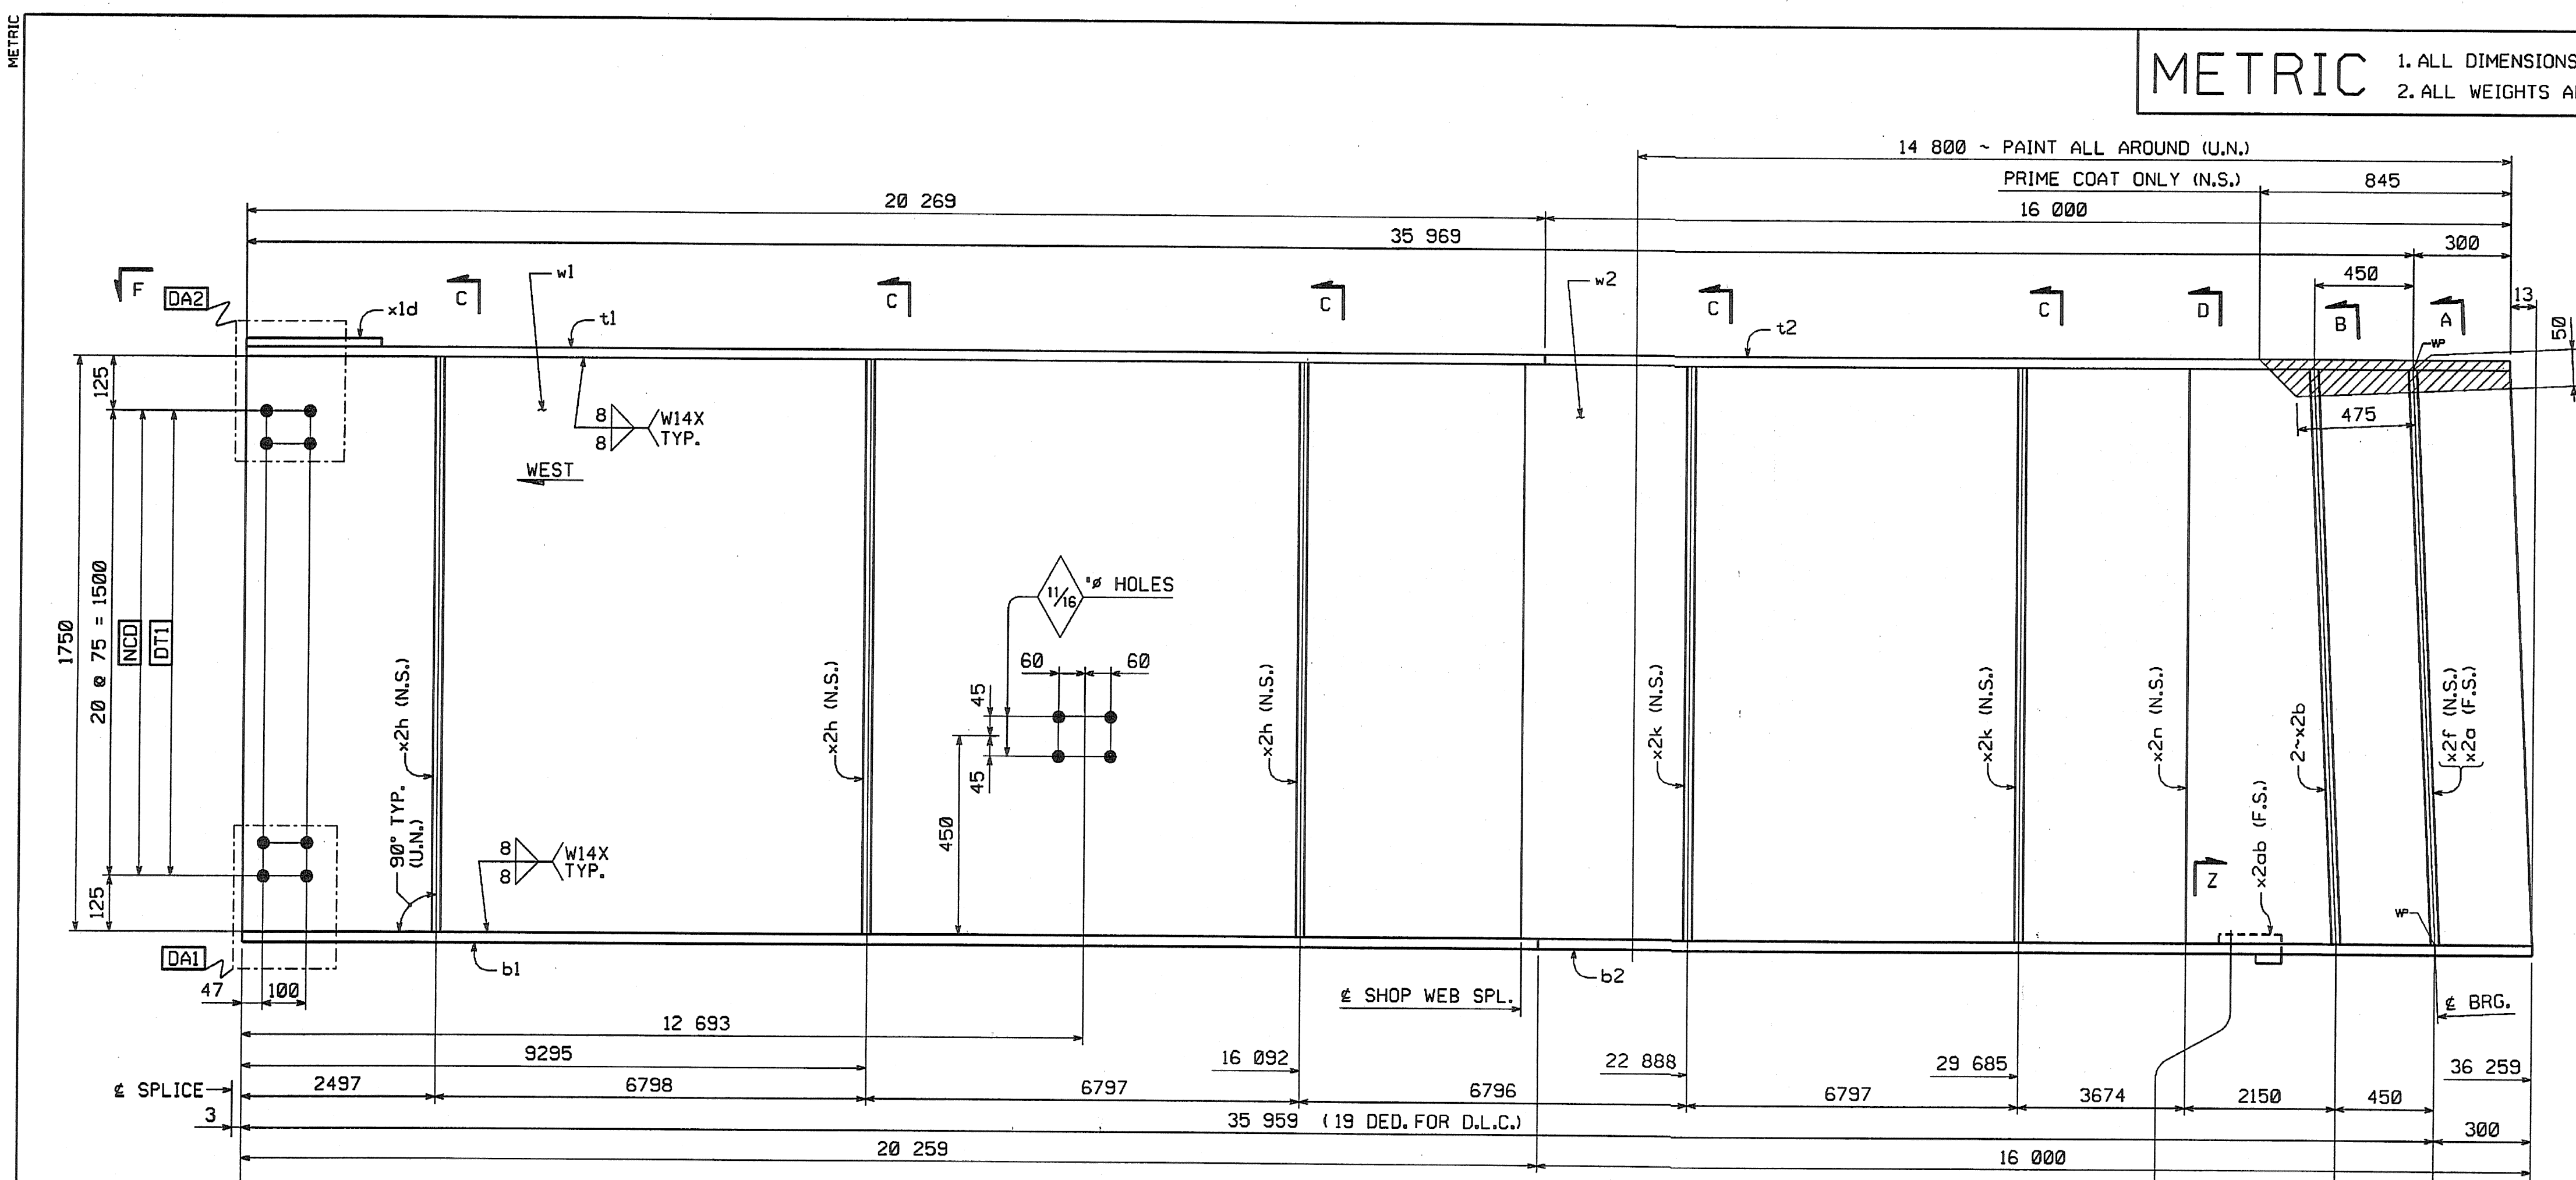 METRIC
METRIC
1. ALL DIMENSIONS
2. ALL WEIGHTS A
14 800 ~ PAINT ALL AROUND (U.N.)
PRIME COAT ONLY (N.S.)
845
20 269
16 000
35 969
300
450
13
50
F
DA2
x1d
C
w1
t1
C
C
w2
C
t2
C
D
B
A
WP
475
125
8
8
W14X
TYP.
WEST
1750
20 @ 75 = 1500
NCD
DT1
11/16
"ø HOLES
60
60
45
45
450
x2h (N.S.)
x2h (N.S.)
x2h (N.S.)
x2k (N.S.)
x2k (N.S.)
x2n (N.S.)
2~x2b
x2f (N.S.)
x2a (F.S.)
90° TYP.
(U.N.)
8
8
W14X
TYP.
125
Z
x2ab (F.S.)
WP
DA1
b1
b2
47
100
℄ SHOP WEB SPL.
℄ BRG.
12 693
9295
16 092
22 888
29 685
36 259
℄ SPLICE
2497
6798
6797
6796
6797
3674
2150
450
3
35 959 (19 DED. FOR D.L.C.)
300
20 259
16 000